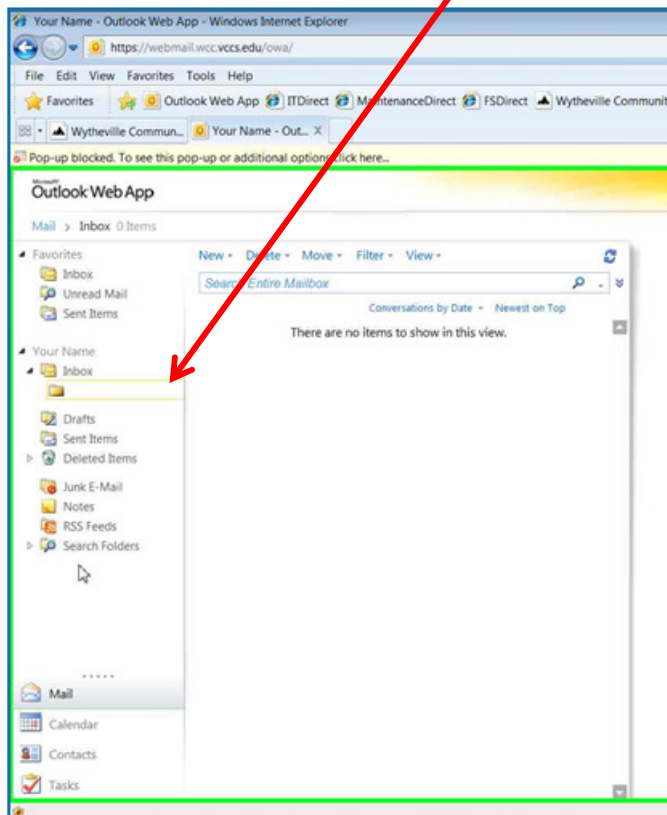 Your Name - Outlook Web App - Windows Internet Explorer
https://webmail.wcc.vccs.edu/owa/
File Edit View Favorites Tools Help
Favorites Outlook Web App ITDirect MaintenanceDirect FSDirect Wytheville Communit
Wytheville Commun... Your Name - Out... X
Pop-up blocked. To see this pop-up or additional options click here...
Microsoft
Outlook Web App
Mail > Inbox 0 Items
Favorites
Inbox
Unread Mail
Sent Items
Your Name
Inbox
Drafts
Sent Items
Deleted Items
Junk E-Mail
Notes
RSS Feeds
Search Folders
Mail
Calendar
Contacts
Tasks
New Delete Move Filter View
Search Entire Mailbox
Conversations by Date Newest on Top
There are no items to show in this view.